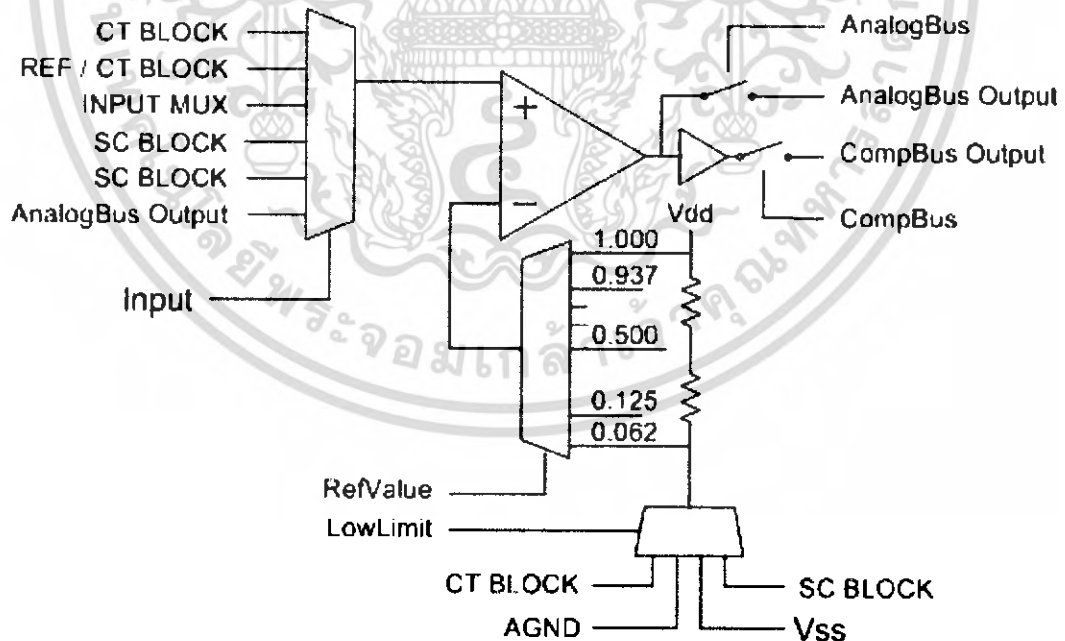 CT BLOCK
REF / CT BLOCK
INPUT MUX
SC BLOCK
SC BLOCK
AnalogBus Output
Input
+
−
AnalogBus
AnalogBus Output
CompBus Output
CompBus
Vdd
1.000
0.937
0.500
0.125
0.062
RefValue
LowLimit
CT BLOCK
AGND
Vss
SC BLOCK